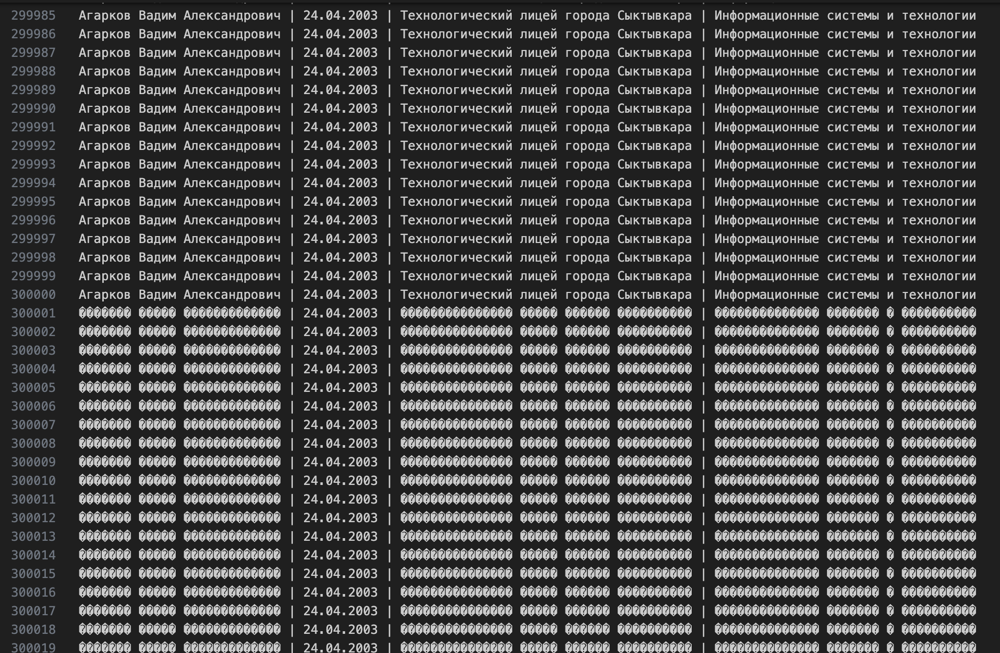 299985 Агарков Вадим Александрович | 24.04.2003 | Технологический лицей города Сыктывкара | Информационные системы и технологии
299986 Агарков Вадим Александрович | 24.04.2003 | Технологический лицей города Сыктывкара | Информационные системы и технологии
299987 Агарков Вадим Александрович | 24.04.2003 | Технологический лицей города Сыктывкара | Информационные системы и технологии
299988 Агарков Вадим Александрович | 24.04.2003 | Технологический лицей города Сыктывкара | Информационные системы и технологии
299989 Агарков Вадим Александрович | 24.04.2003 | Технологический лицей города Сыктывкара | Информационные системы и технологии
299990 Агарков Вадим Александрович | 24.04.2003 | Технологический лицей города Сыктывкара | Информационные системы и технологии
299991 Агарков Вадим Александрович | 24.04.2003 | Технологический лицей города Сыктывкара | Информационные системы и технологии
299992 Агарков Вадим Александрович | 24.04.2003 | Технологический лицей города Сыктывкара | Информационные системы и технологии
299993 Агарков Вадим Александрович | 24.04.2003 | Технологический лицей города Сыктывкара | Информационные системы и технологии
299994 Агарков Вадим Александрович | 24.04.2003 | Технологический лицей города Сыктывкара | Информационные системы и технологии
299995 Агарков Вадим Александрович | 24.04.2003 | Технологический лицей города Сыктывкара | Информационные системы и технологии
299996 Агарков Вадим Александрович | 24.04.2003 | Технологический лицей города Сыктывкара | Информационные системы и технологии
299997 Агарков Вадим Александрович | 24.04.2003 | Технологический лицей города Сыктывкара | Информационные системы и технологии
299998 Агарков Вадим Александрович | 24.04.2003 | Технологический лицей города Сыктывкара | Информационные системы и технологии
299999 Агарков Вадим Александрович | 24.04.2003 | Технологический лицей города Сыктывкара | Информационные системы и технологии
300000 Агарков Вадим Александрович | 24.04.2003 | Технологический лицей города Сыктывкара | Информационные системы и технологии
300001 ������� ����� ������������� | 24.04.2003 | ��������������� ����� ������ ���������� | �������������� ������� � ����������
300002 ������� ����� ������������� | 24.04.2003 | ��������������� ����� ������ ���������� | �������������� ������� � ����������
300003 ������� ����� ������������� | 24.04.2003 | ��������������� ����� ������ ���������� | �������������� ������� � ����������
300004 ������� ����� ������������� | 24.04.2003 | ��������������� ����� ������ ���������� | �������������� ������� � ����������
300005 ������� ����� ������������� | 24.04.2003 | ��������������� ����� ������ ���������� | �������������� ������� � ����������
300006 ������� ����� ������������� | 24.04.2003 | ��������������� ����� ������ ���������� | �������������� ������� � ����������
300007 ������� ����� ������������� | 24.04.2003 | ��������������� ����� ������ ���������� | �������������� ������� � ����������
300008 ������� ����� ������������� | 24.04.2003 | ��������������� ����� ������ ���������� | �������������� ������� � ����������
300009 ������� ����� ������������� | 24.04.2003 | ��������������� ����� ������ ���������� | �������������� ������� � ����������
300010 ������� ����� ������������� | 24.04.2003 | ��������������� ����� ������ ���������� | �������������� ������� � ����������
300011 ������� ����� ������������� | 24.04.2003 | ��������������� ����� ������ ���������� | �������������� ������� � ����������
300012 ������� ����� ������������� | 24.04.2003 | ��������������� ����� ������ ���������� | �������������� ������� � ����������
300013 ������� ����� ������������� | 24.04.2003 | ��������������� ����� ������ ���������� | �������������� ������� � ����������
300014 ������� ����� ������������� | 24.04.2003 | ��������������� ����� ������ ���������� | �������������� ������� � ����������
300015 ������� ����� ������������� | 24.04.2003 | ��������������� ����� ������ ���������� | �������������� ������� � ����������
300016 ������� ����� ������������� | 24.04.2003 | ��������������� ����� ������ ���������� | �������������� ������� � ����������
300017 ������� ����� ������������� | 24.04.2003 | ��������������� ����� ������ ���������� | �������������� ������� � ����������
300018 ������� ����� ������������� | 24.04.2003 | ��������������� ����� ������ ���������� | �������������� ������� � ����������
300019 ������� ����� ������������� | 24.04.2003 | ��������������� ����� ������ ���������� | �������������� ������� � ����������